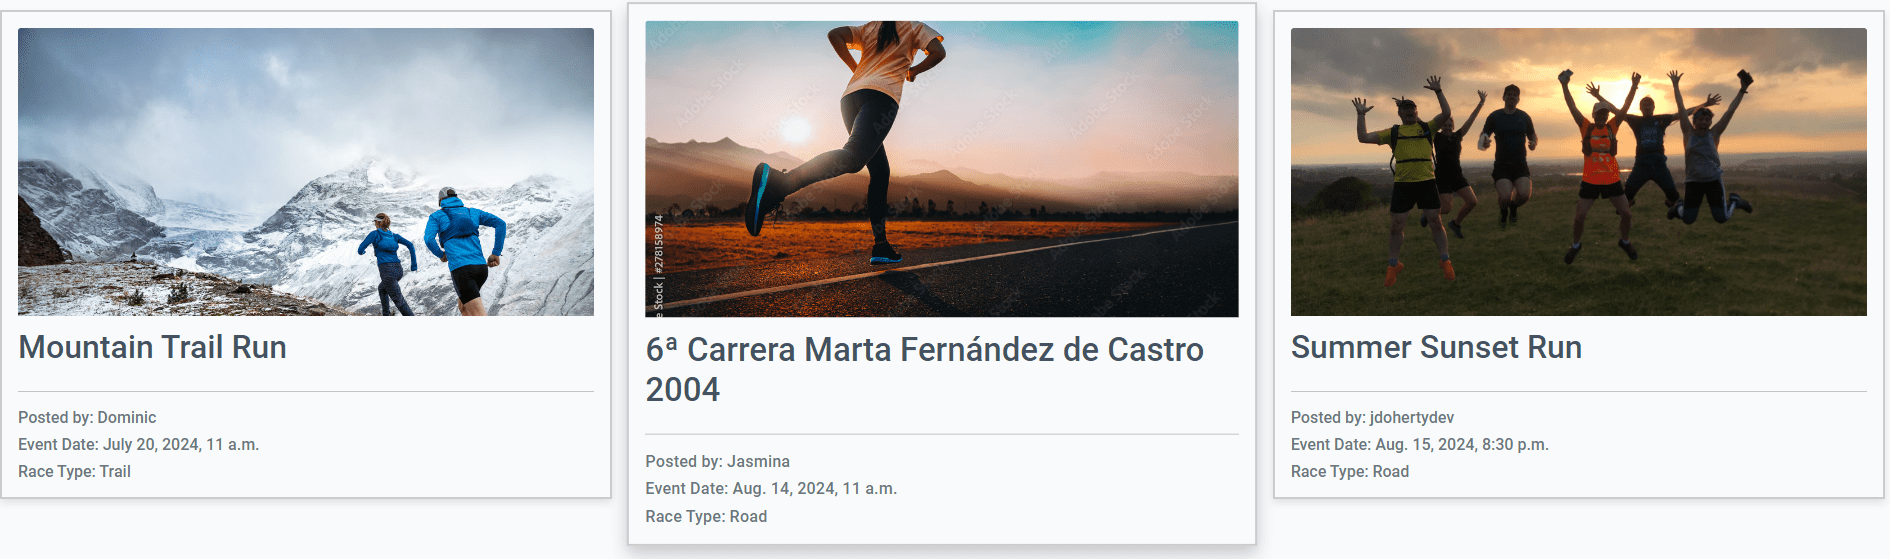 Mountain Trail Run
Posted by: Dominic
Event Date: July 20, 2024, 11 a.m.
Race Type: Trail
Adobe Stock
e Stock | #278158974
6ª Carrera Marta Fernández de Castro
2004
Posted by: Jasmina
Event Date: Aug. 14, 2024, 11 a.m.
Race Type: Road
Summer Sunset Run
Posted by: jdohertydev
Event Date: Aug. 15, 2024, 8:30 p.m.
Race Type: Road